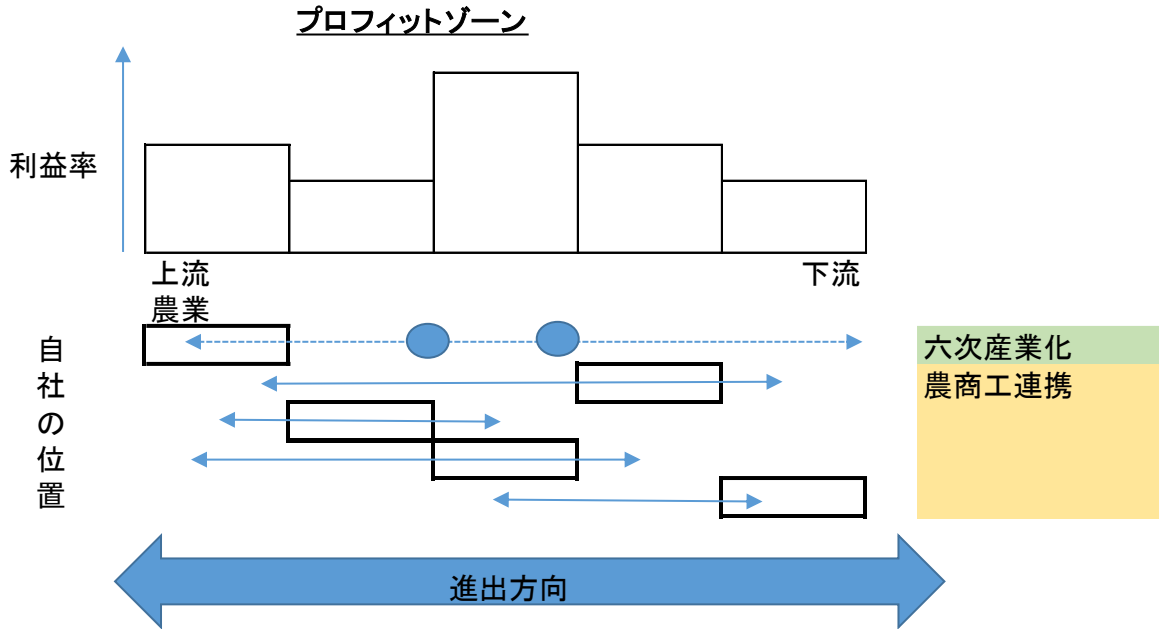 プロフィットゾーン
利益率
上流
農業
下流
自社の位置
六次産業化
農商工連携
進出方向